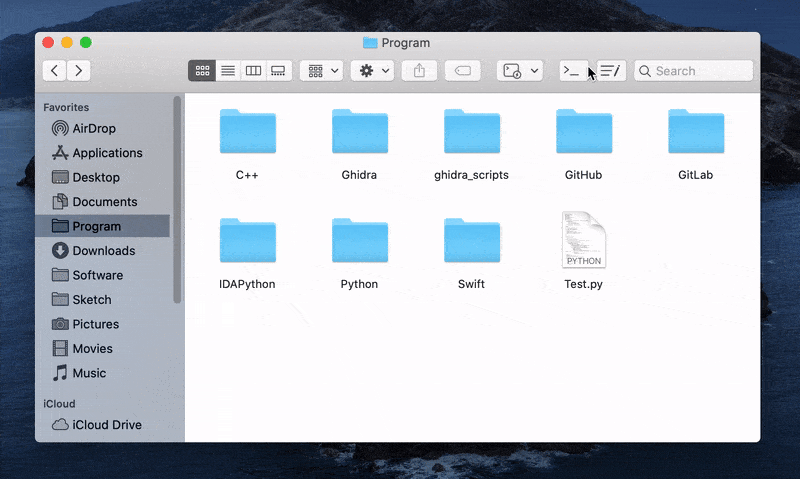 Program
Search
Favorites
AirDrop
Applications
Desktop
Documents
Program
Downloads
Software
Sketch
Pictures
Movies
Music
iCloud
iCloud Drive
C++
Ghidra
ghidra_scripts
GitHub
GitLab
IDAPython
Python
Swift
PYTHON
Test.py